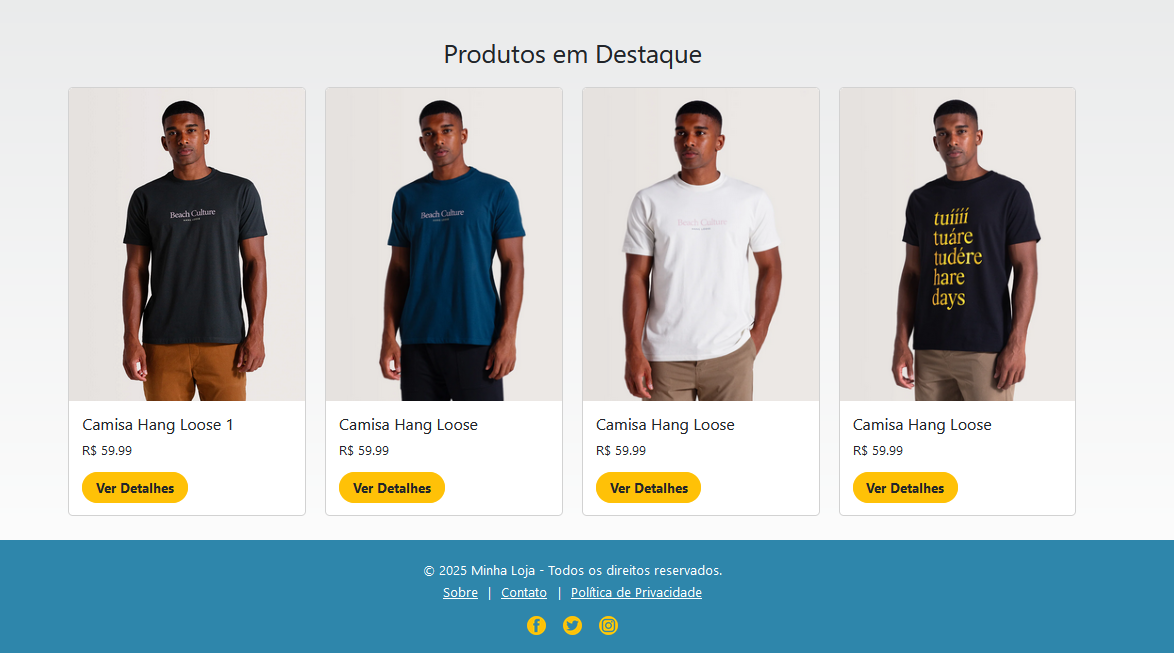 Produtos em Destaque
Beach Culture
Beach Culture
Beach Culture
tuííií
tuáre
tudére
hare
days
Camisa Hang Loose 1
R$ 59.99
Ver Detalhes
Camisa Hang Loose
R$ 59.99
Ver Detalhes
Camisa Hang Loose
R$ 59.99
Ver Detalhes
Camisa Hang Loose
R$ 59.99
Ver Detalhes
© 2025 Minha Loja - Todos os direitos reservados.
Sobre | Contato | Política de Privacidade